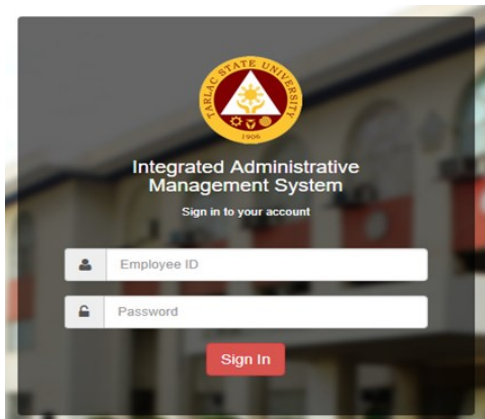 TARLAC STATE UNIVERSITY
1906
Integrated Administrative
Management System
Sign in to your account
Employee ID
Password
Sign In